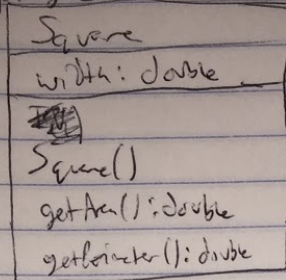 Square
width: double
Square()
getArea(): double
getPerimeter(): double